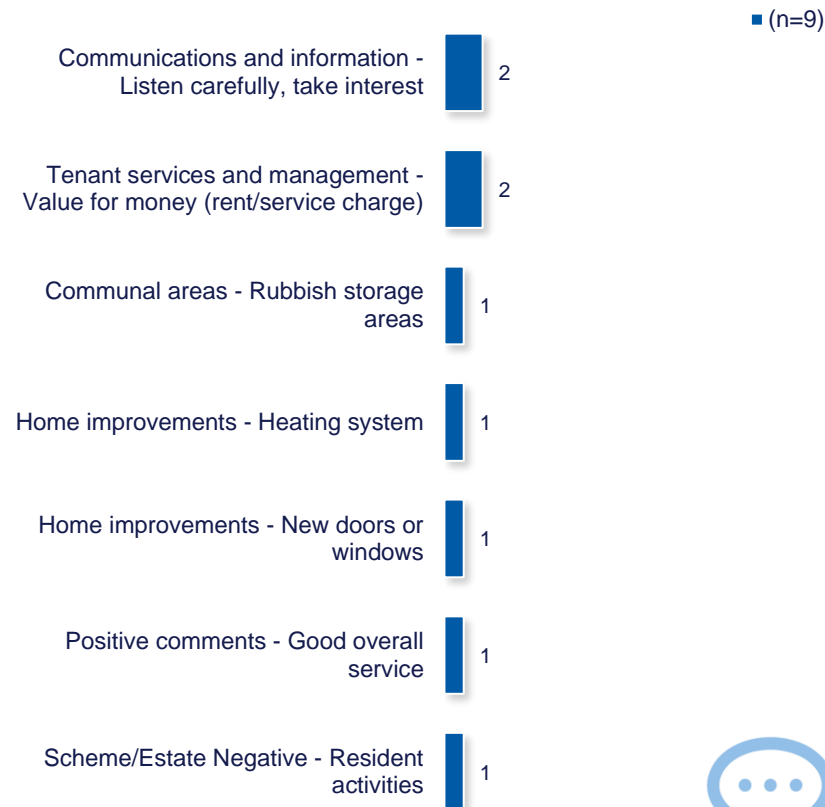 (n=9)
Communications and information -
Listen carefully, take interest
2
Tenant services and management -
Value for money (rent/service charge)
2
Communal areas - Rubbish storage
areas
1
Home improvements - Heating system
1
Home improvements - New doors or
windows
1
Positive comments - Good overall
service
1
Scheme/Estate Negative - Resident
activities
1